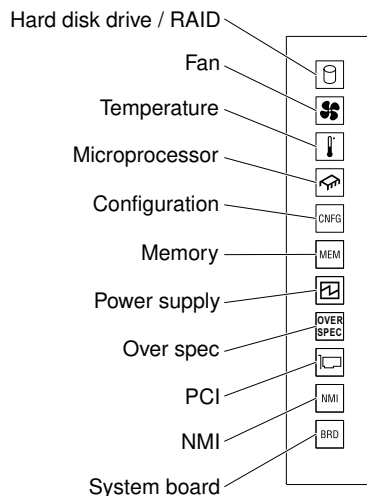 Hard disk drive / RAID
Fan
Temperature
Microprocessor
Configuration
CNFG
Memory
MEM
Power supply
OVER
SPEC
Over spec
PCI
NMI
NMI
BRD
System board